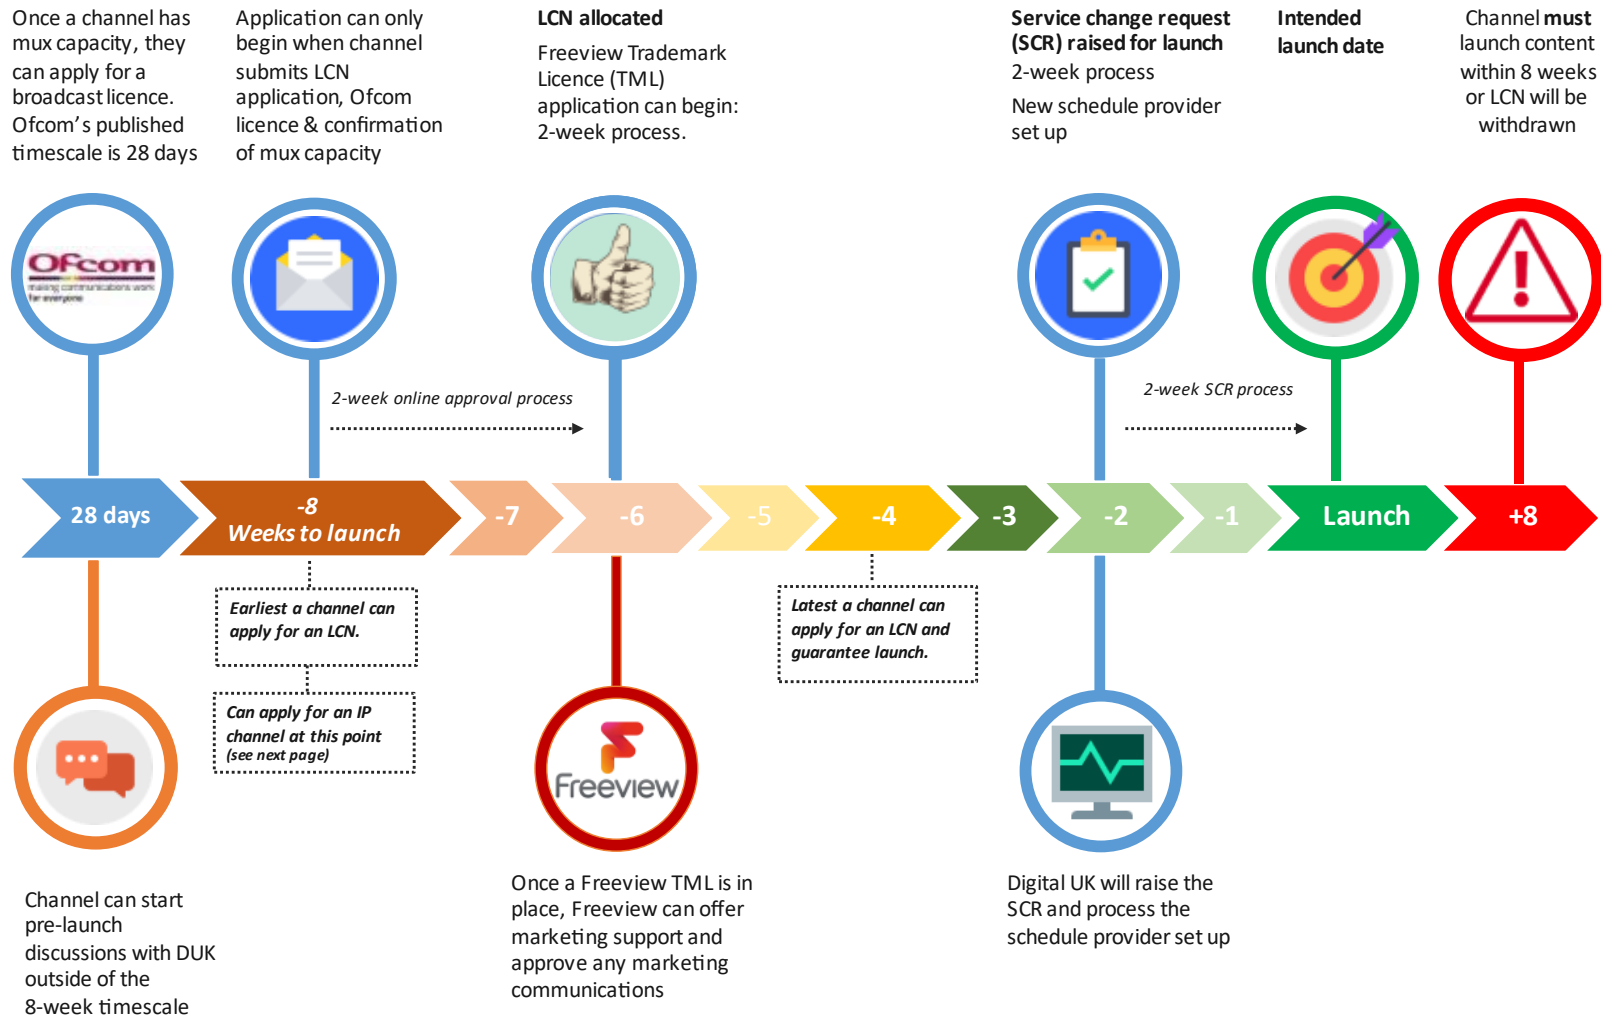 Once a channel has
mux capacity, they
can apply for a
broadcast licence.
Ofcom's published
timescale is 28 days
Application can only
begin when channel
submits LCN
application, Ofcom
licence & confirmation
of mux capacity
LCN allocated
Freeview Trademark
Licence (TML)
application can begin:
2-week process.
Service change request
(SCR) raised for launch
2-week process
New schedule provider
set up
Intended
launch date
Channel must
launch content
within 8 weeks
or LCN will be
withdrawn
Ofcom
making communications work
for everyone
2-week online approval process
2-week SCR process
28 days
-8
Weeks to launch
-7
-6
-5
-4
-3
-2
-1
Launch
+8
Earliest a channel can
apply for an LCN.
Can apply for an IP
channel at this point
(see next page)
Latest a channel can
apply for an LCN and
guarantee launch.
Freeview
Channel can start
pre-launch
discussions with DUK
outside of the
8-week timescale
Once a Freeview TML is in
place, Freeview can offer
marketing support and
approve any marketing
communications
Digital UK will raise the
SCR and process the
schedule provider set up